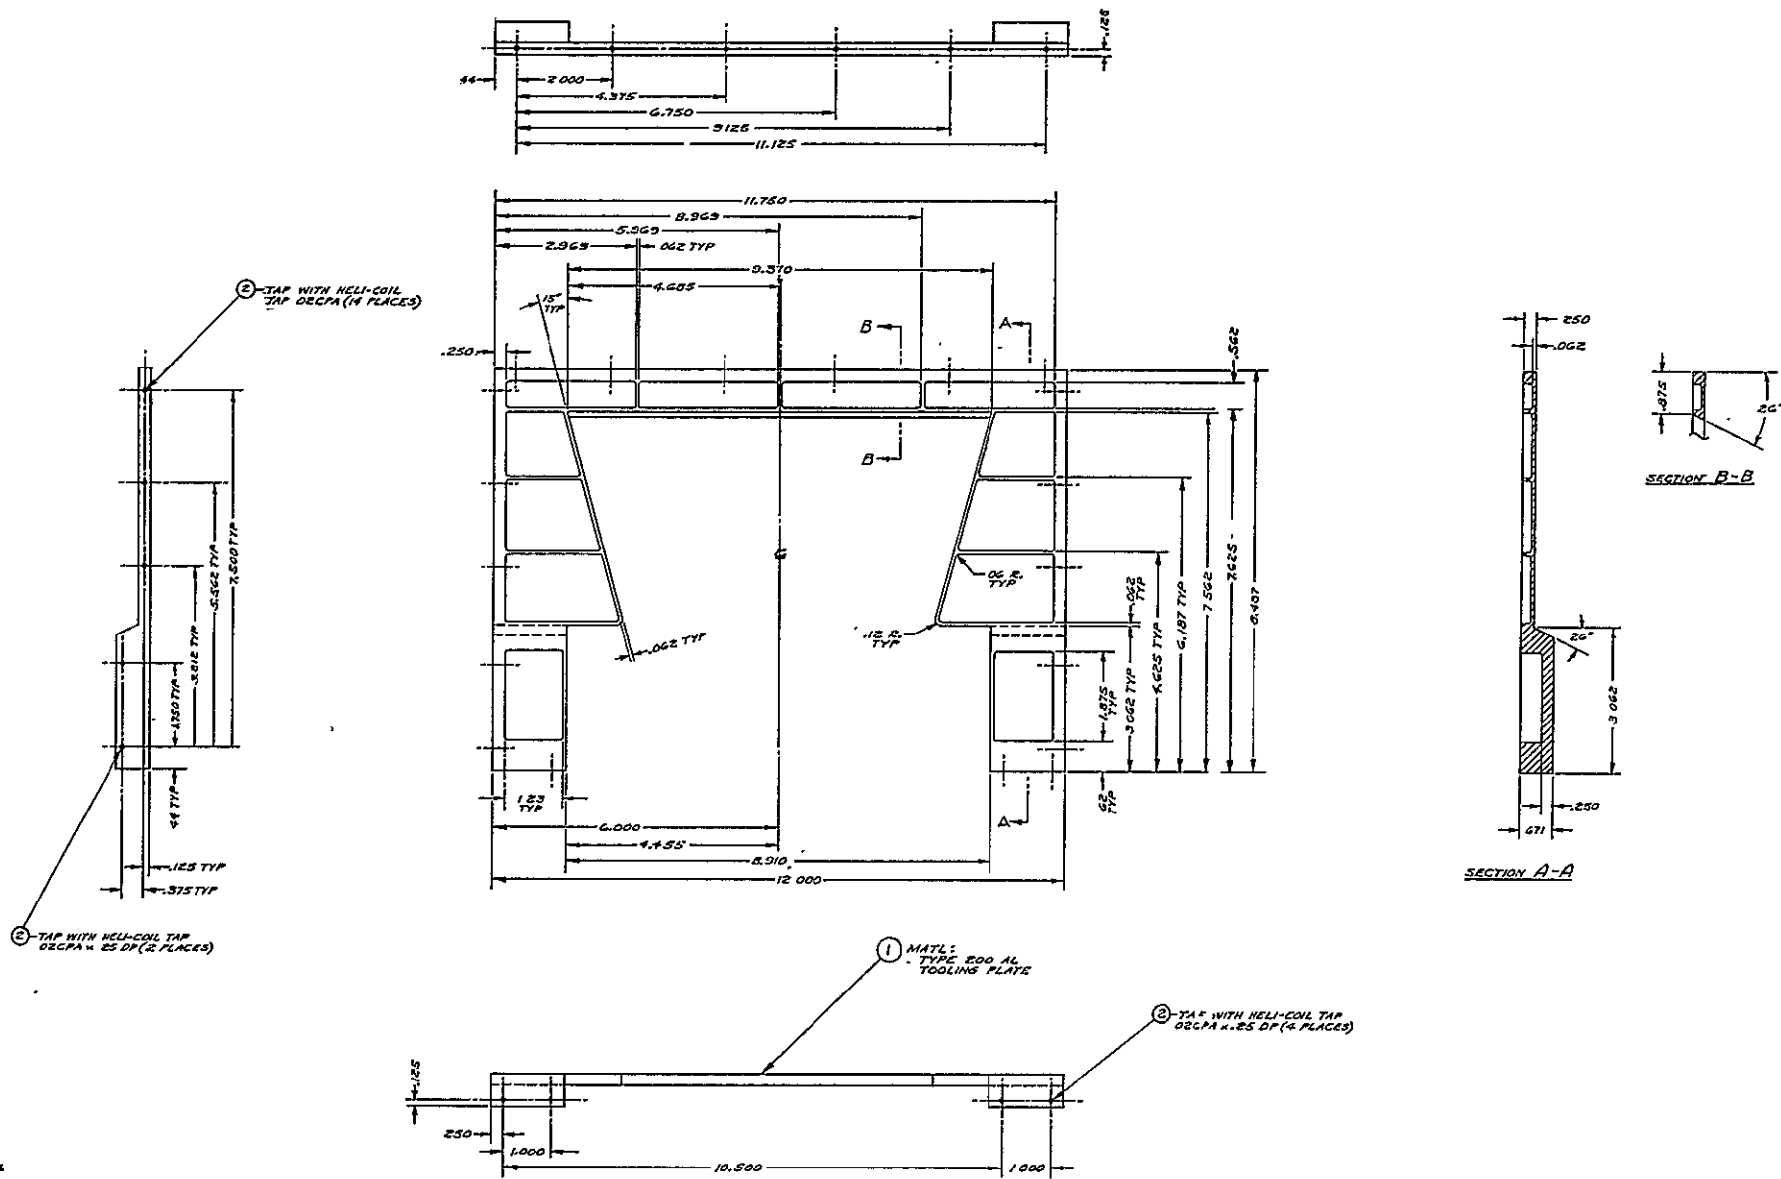 .125
.44
2.000
4.375
6.750
9.125
11.125
11.750
8.969
5.969
2.969
.062 TYP
9.370
4.685
15°
TYP
.250
B
A
.562
② TAP WITH HELI-COIL
TAP 02CPA (14 PLACES)
7.500 TYP
5.562 TYP
3.812 TYP
1.750 TYP
.44 TYP
.125 TYP
.375 TYP
② TAP WITH HELI-COIL TAP
02CPA x .25 DP (2 PLACES)
B
.06 R.
TYP
.12 R.
TYP
.062 TYP
.062
TYP
1.875
TYP
3.062 TYP
4.625 TYP
6.187 TYP
7.562
7.625
8.487
.62
TYP
A
1.23
TYP
6.000
4.455
8.910
12.000
.250
.062
26°
3.062
.250
.671
SECTION A-A
.875
26°
SECTION B-B
① MATL:
TYPE 200 AL
TOOLING PLATE
② TAP WITH HELI-COIL TAP
02CPA x .25 DP (4 PLACES)
.125
.250
1.000
10.500
1.000